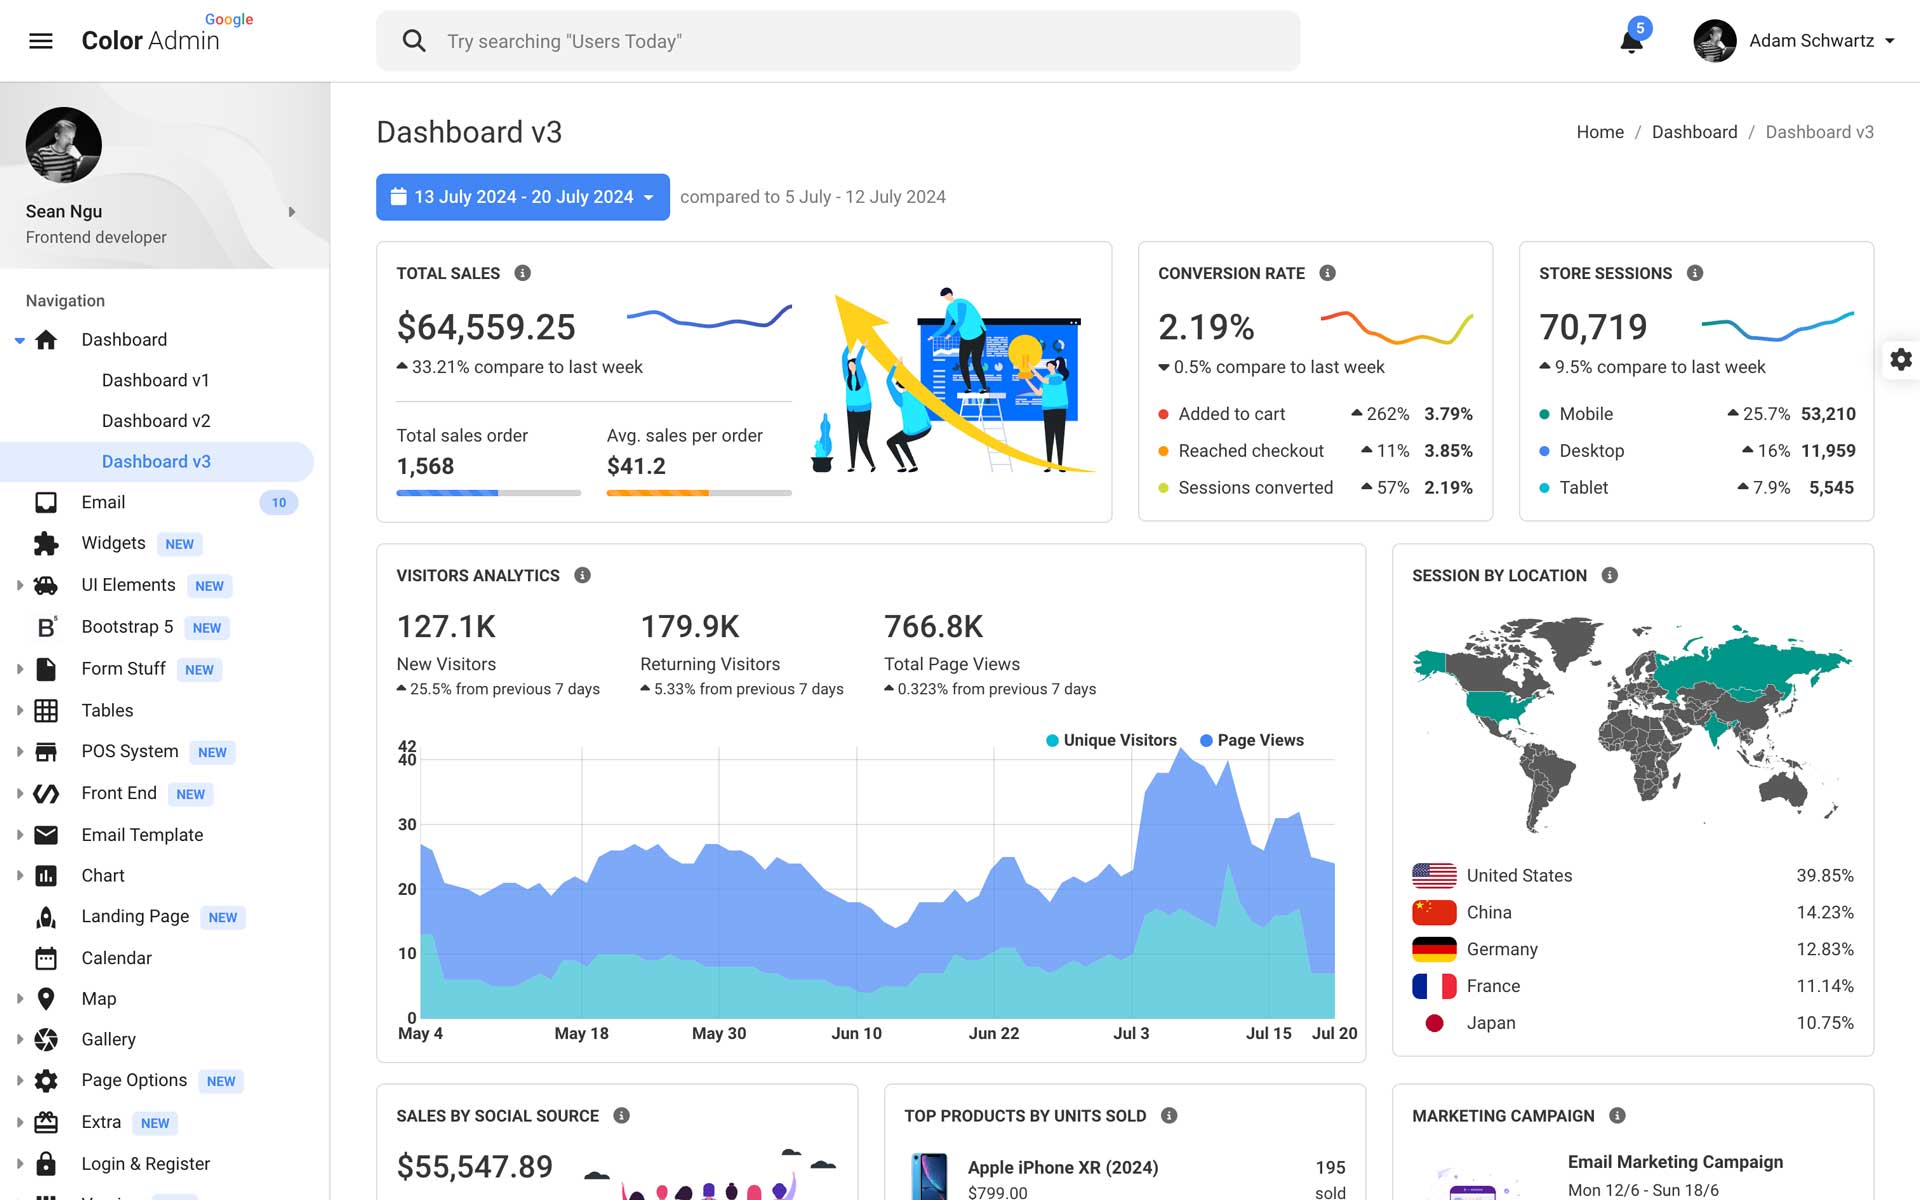 Google
Color Admin
Try searching "Users Today"
5
Adam Schwartz
Sean Ngu
Frontend developer
Navigation
Dashboard
Dashboard v1
Dashboard v2
Dashboard v3
Email 10
Widgets NEW
UI Elements NEW
B5 Bootstrap 5 NEW
Form Stuff NEW
Tables
POS System NEW
Front End NEW
Email Template
Chart
Landing Page NEW
Calendar
Map
Gallery
Page Options NEW
Extra NEW
Login & Register
Dashboard v3
Home / Dashboard / Dashboard v3
13 July 2024 - 20 July 2024 compared to 5 July - 12 July 2024
TOTAL SALES
$64,559.25
33.21% compare to last week
Total sales order
1,568
Avg. sales per order
$41.2
CONVERSION RATE
2.19%
0.5% compare to last week
Added to cart 262% 3.79%
Reached checkout 11% 3.85%
Sessions converted 57% 2.19%
STORE SESSIONS
70,719
9.5% compare to last week
Mobile 25.7% 53,210
Desktop 16% 11,959
Tablet 7.9% 5,545
VISITORS ANALYTICS
127.1K
New Visitors
25.5% from previous 7 days
179.9K
Returning Visitors
5.33% from previous 7 days
766.8K
Total Page Views
0.323% from previous 7 days
Unique Visitors Page Views
42
40
30
20
10
0
May 4 May 18 May 30 Jun 10 Jun 22 Jul 3 Jul 15 Jul 20
SESSION BY LOCATION
United States 39.85%
China 14.23%
Germany 12.83%
France 11.14%
Japan 10.75%
SALES BY SOCIAL SOURCE
$55,547.89
TOP PRODUCTS BY UNITS SOLD
Apple iPhone XR (2024) 195
$799.00 sold
MARKETING CAMPAIGN
Email Marketing Campaign
Mon 12/6 - Sun 18/6